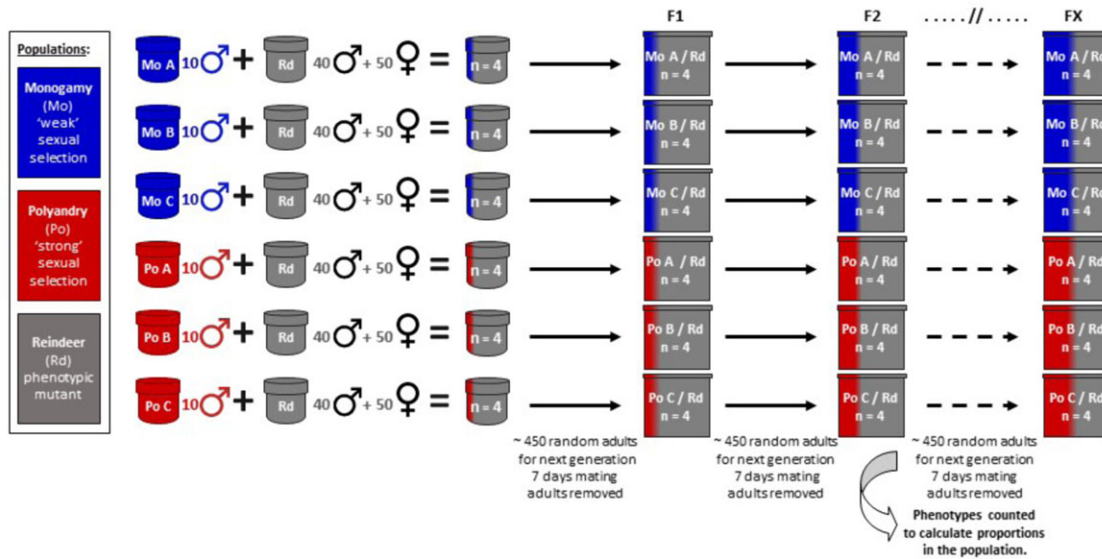 F1 F2 . . . . . // . . . . . FX
Populations:
Monogamy
(Mo)
‘weak’
sexual
selection
Polyandry
(Po)
‘strong’
sexual
selection
Reindeer
(Rd)
phenotypic
mutant
Mo A 10♂ + Rd 40♂ + 50♀ = n = 4
Mo A / Rd
n = 4
Mo A / Rd
n = 4
Mo A / Rd
n = 4
Mo B 10♂ + Rd 40♂ + 50♀ = n = 4
Mo B / Rd
n = 4
Mo B / Rd
n = 4
Mo B / Rd
n = 4
Mo C 10♂ + Rd 40♂ + 50♀ = n = 4
Mo C / Rd
n = 4
Mo C / Rd
n = 4
Mo C / Rd
n = 4
Po A 10♂ + Rd 40♂ + 50♀ = n = 4
Po A / Rd
n = 4
Po A / Rd
n = 4
Po A / Rd
n = 4
Po B 10♂ + Rd 40♂ + 50♀ = n = 4
Po B / Rd
n = 4
Po B / Rd
n = 4
Po B / Rd
n = 4
Po C 10♂ + Rd 40♂ + 50♀ = n = 4
Po C / Rd
n = 4
Po C / Rd
n = 4
Po C / Rd
n = 4
~ 450 random adults
for next generation
7 days mating
adults removed
~ 450 random adults
for next generation
7 days mating
adults removed
~ 450 random adults
for next generation
7 days mating
adults removed
Phenotypes counted
to calculate proportions
in the population.